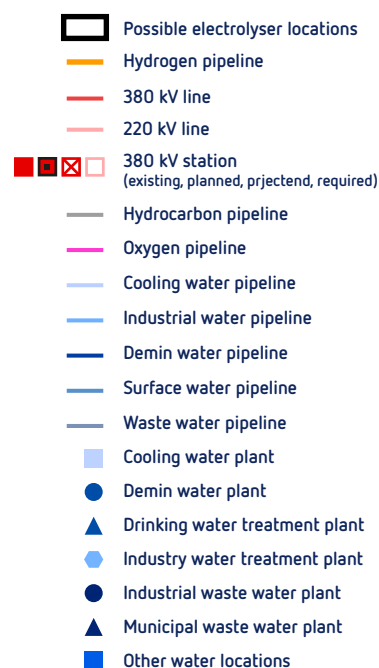 Possible electrolyser locations
Hydrogen pipeline
380 kV line
220 kV line
380 kV station
(existing, planned, prjectend, required)
Hydrocarbon pipeline
Oxygen pipeline
Cooling water pipeline
Industrial water pipeline
Demin water pipeline
Surface water pipeline
Waste water pipeline
Cooling water plant
Demin water plant
Drinking water treatment plant
Industry water treatment plant
Industrial waste water plant
Municipal waste water plant
Other water locations